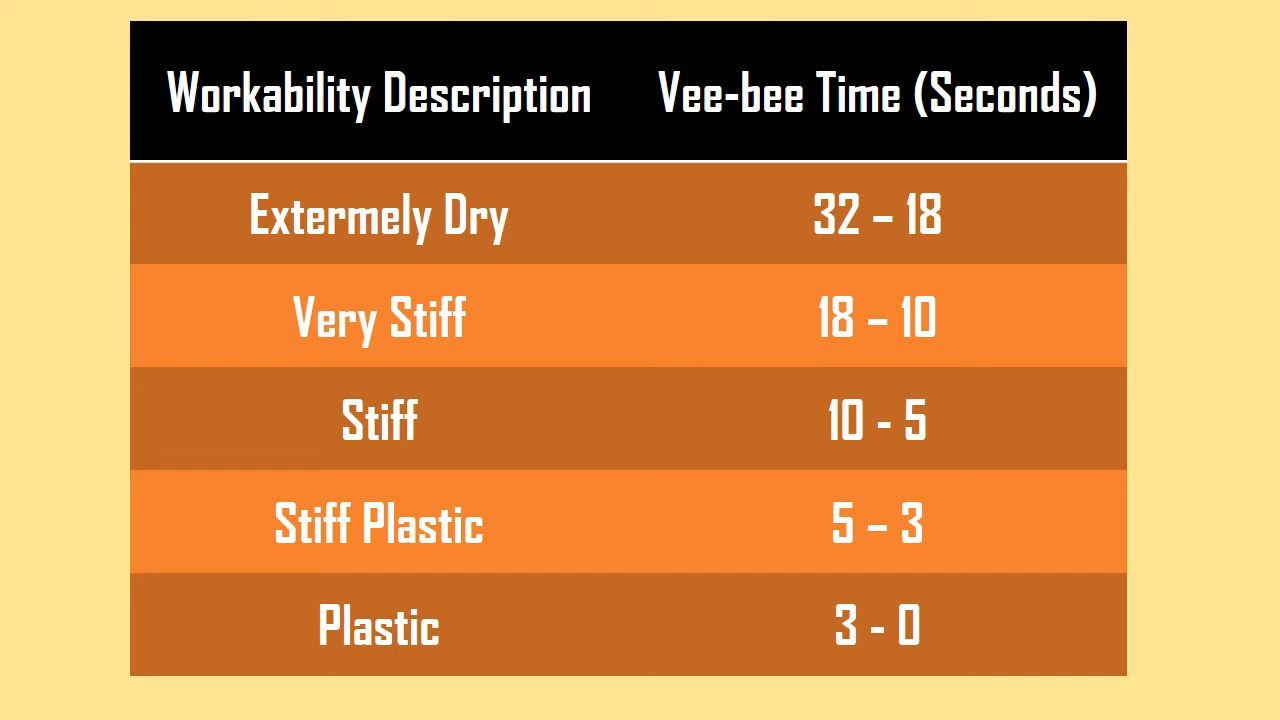 Workability Description Vee-bee Time (Seconds)
Extermely Dry 32 – 18
Very Stiff 18 – 10
Stiff 10 - 5
Stiff Plastic 5 – 3
Plastic 3 - 0